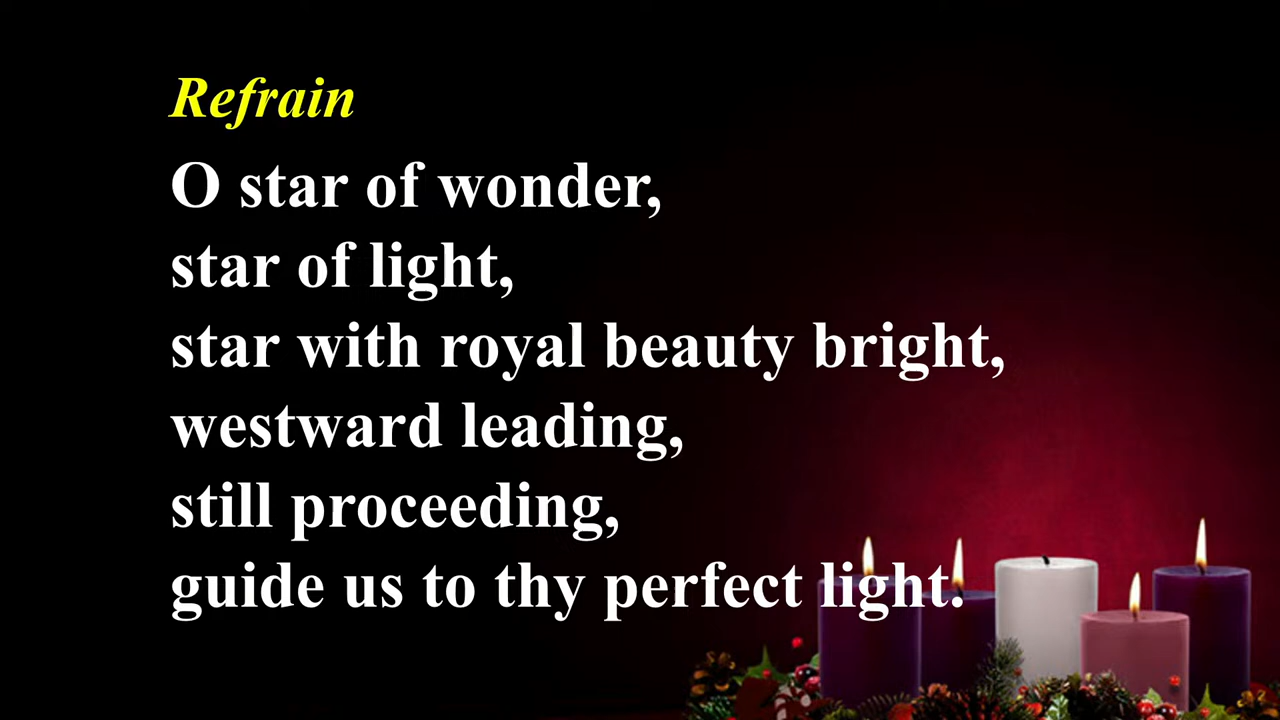 Refrain
O star of wonder,
star of light,
star with royal beauty bright,
westward leading,
still proceeding,
guide us to thy perfect light.